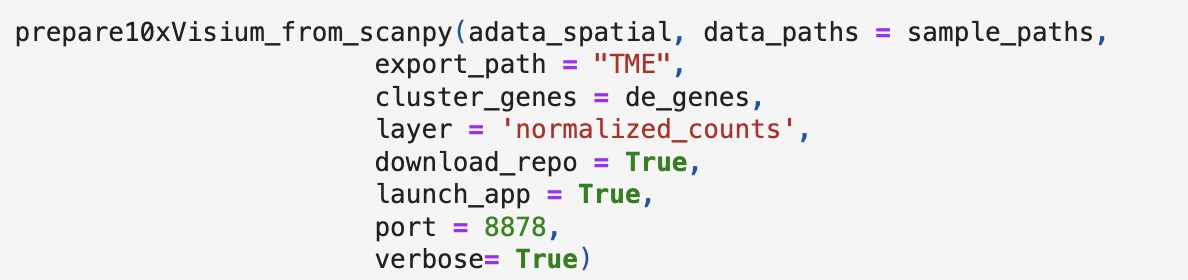 prepare10xVisium_from_scanpy(adata_spatial, data_paths = sample_paths,
export_path = "TME",
cluster_genes = de_genes,
layer = 'normalized_counts',
download_repo = True,
launch_app = True,
port = 8878,
verbose= True)